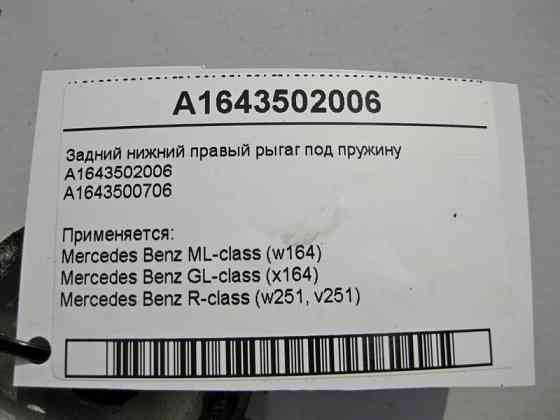 A1643502006
Задний нижний правый рыгаг под пружину
A1643502006
A1643500706
Применяется:
Mercedes Benz ML-class (w164)
Mercedes Benz GL-class (x164)
Mercedes Benz R-class (w251, v251)